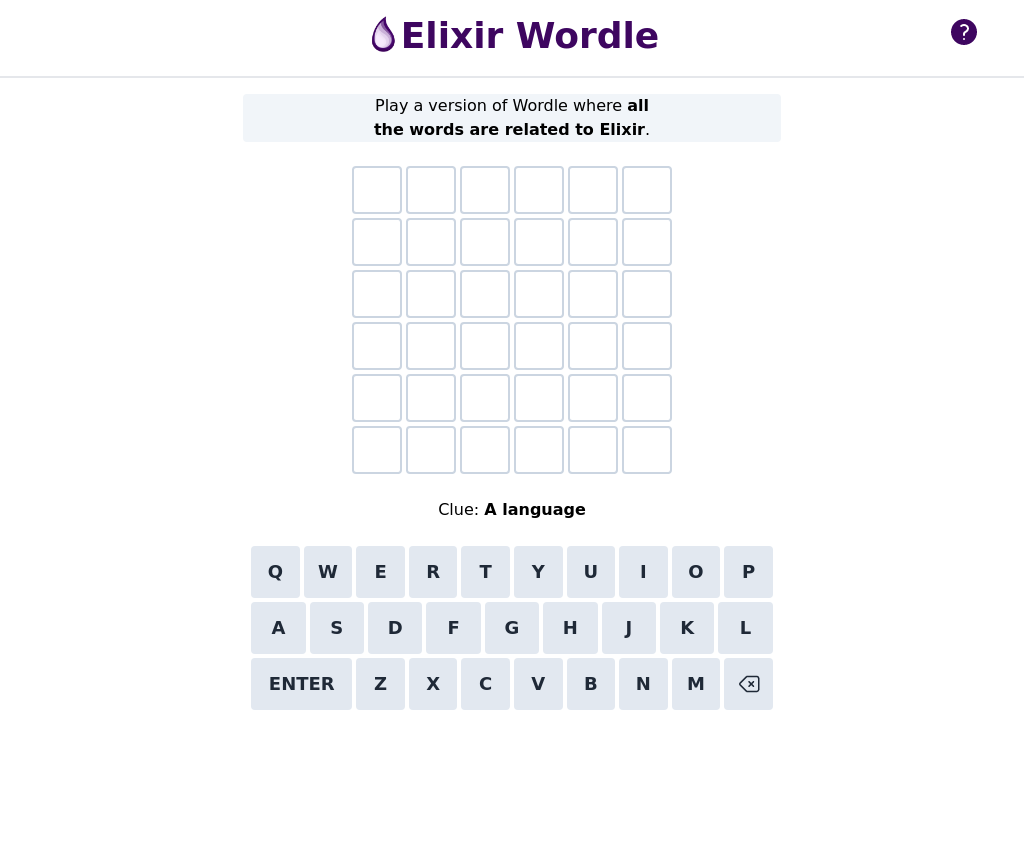 Elixir Wordle
?
Play a version of Wordle where all
the words are related to Elixir.
Clue: A language
Q W E R T Y U I O P
A S D F G H J K L
ENTER Z X C V B N M